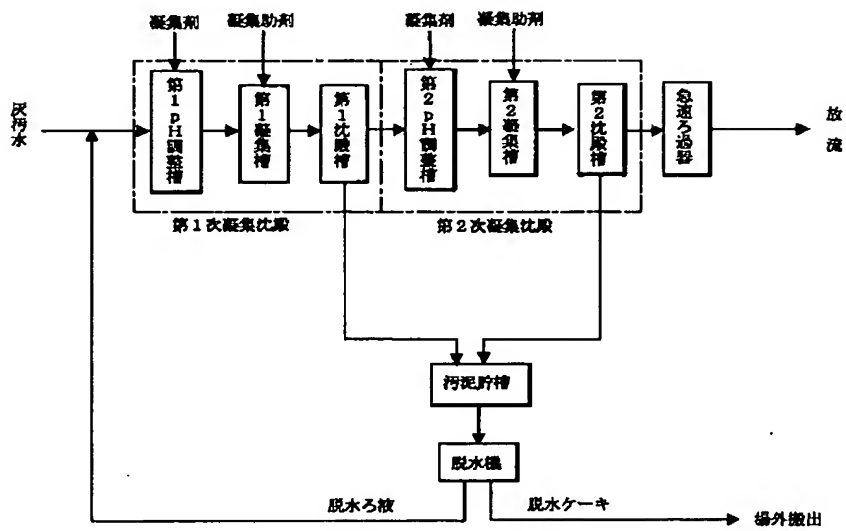 凝集剤
凝集助剤
凝集剤
凝集助剤
灰汚水
第1pH調整槽
第1凝集槽
第1沈殿槽
第2pH調整槽
第2凝集槽
第2沈殿槽
急速ろ過器
放流
第1次凝集沈殿
第2次凝集沈殿
汚泥貯槽
脱水機
脱水ろ液
脱水ケーキ
場外搬出